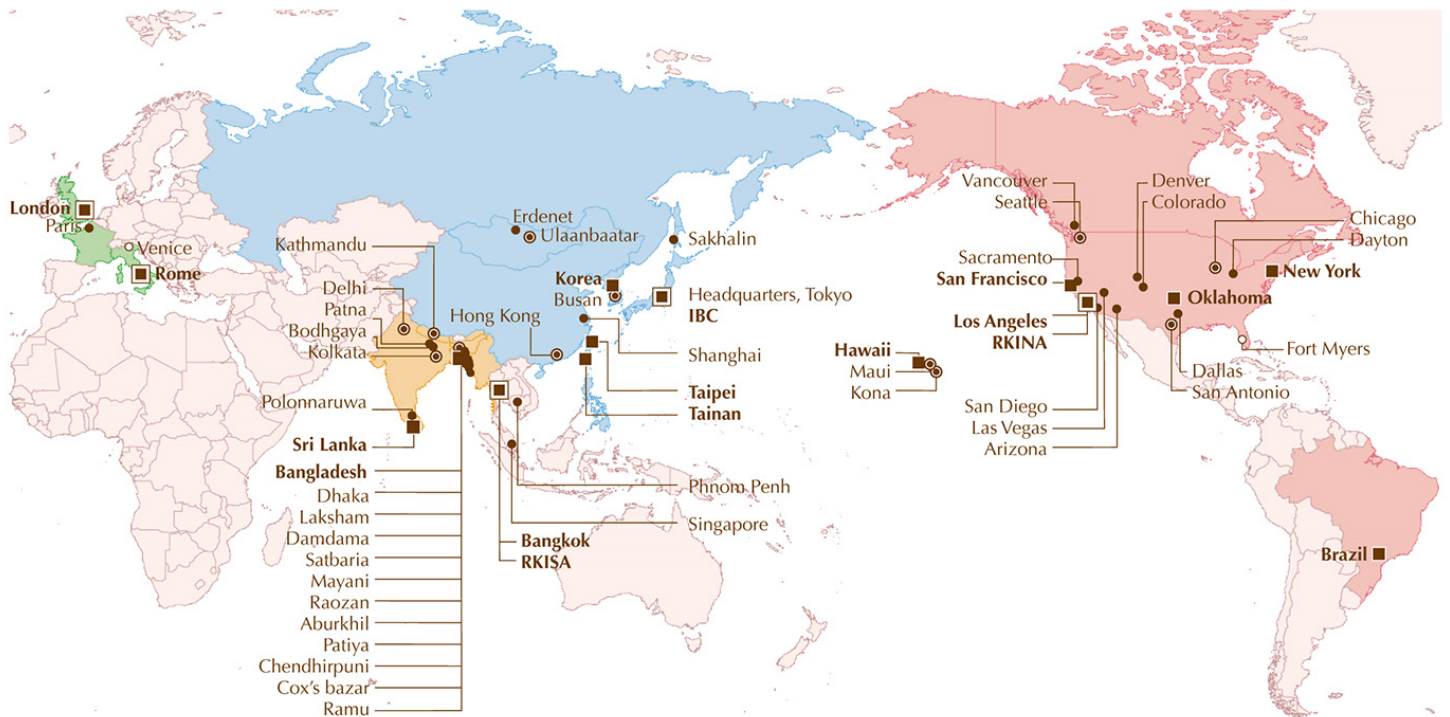 London
Paris
Venice
Rome
Kathmandu
Delhi
Patna
Bodhgaya
Kolkata
Polonnaruwa
Sri Lanka
Bangladesh
Dhaka
Laksham
Damdama
Satbaria
Mayani
Raozan
Aburkhil
Patiya
Chendhirpuni
Cox's bazar
Ramu
Erdenet
Ulaanbaatar
Sakhalin
Korea
Busan
Headquarters, Tokyo
IBC
Hong Kong
Shanghai
Taipei
Tainan
Phnom Penh
Singapore
Bangkok
RKISA
Vancouver
Seattle
Denver
Colorado
Chicago
Dayton
Sacramento
San Francisco
New York
Oklahoma
Los Angeles
RKINA
Hawaii
Maui
Kona
Fort Myers
Dallas
San Antonio
San Diego
Las Vegas
Arizona
Brazil